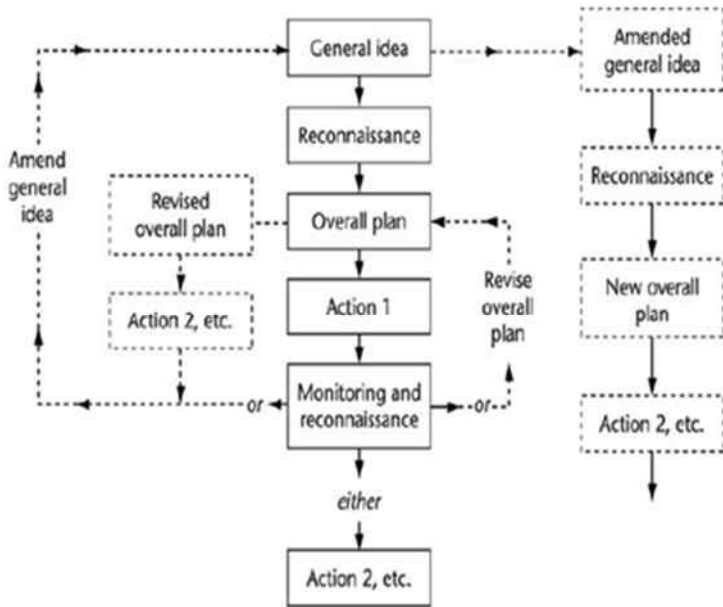 General idea
Amended
general idea
Reconnaissance
Amend
general
idea
Revised
overall plan
Overall plan
Reconnaissance
Revise
overall
plan
Action 2, etc.
Action 1
New overall
plan
or
Monitoring and
reconnaissance
or
Action 2, etc.
either
Action 2, etc.